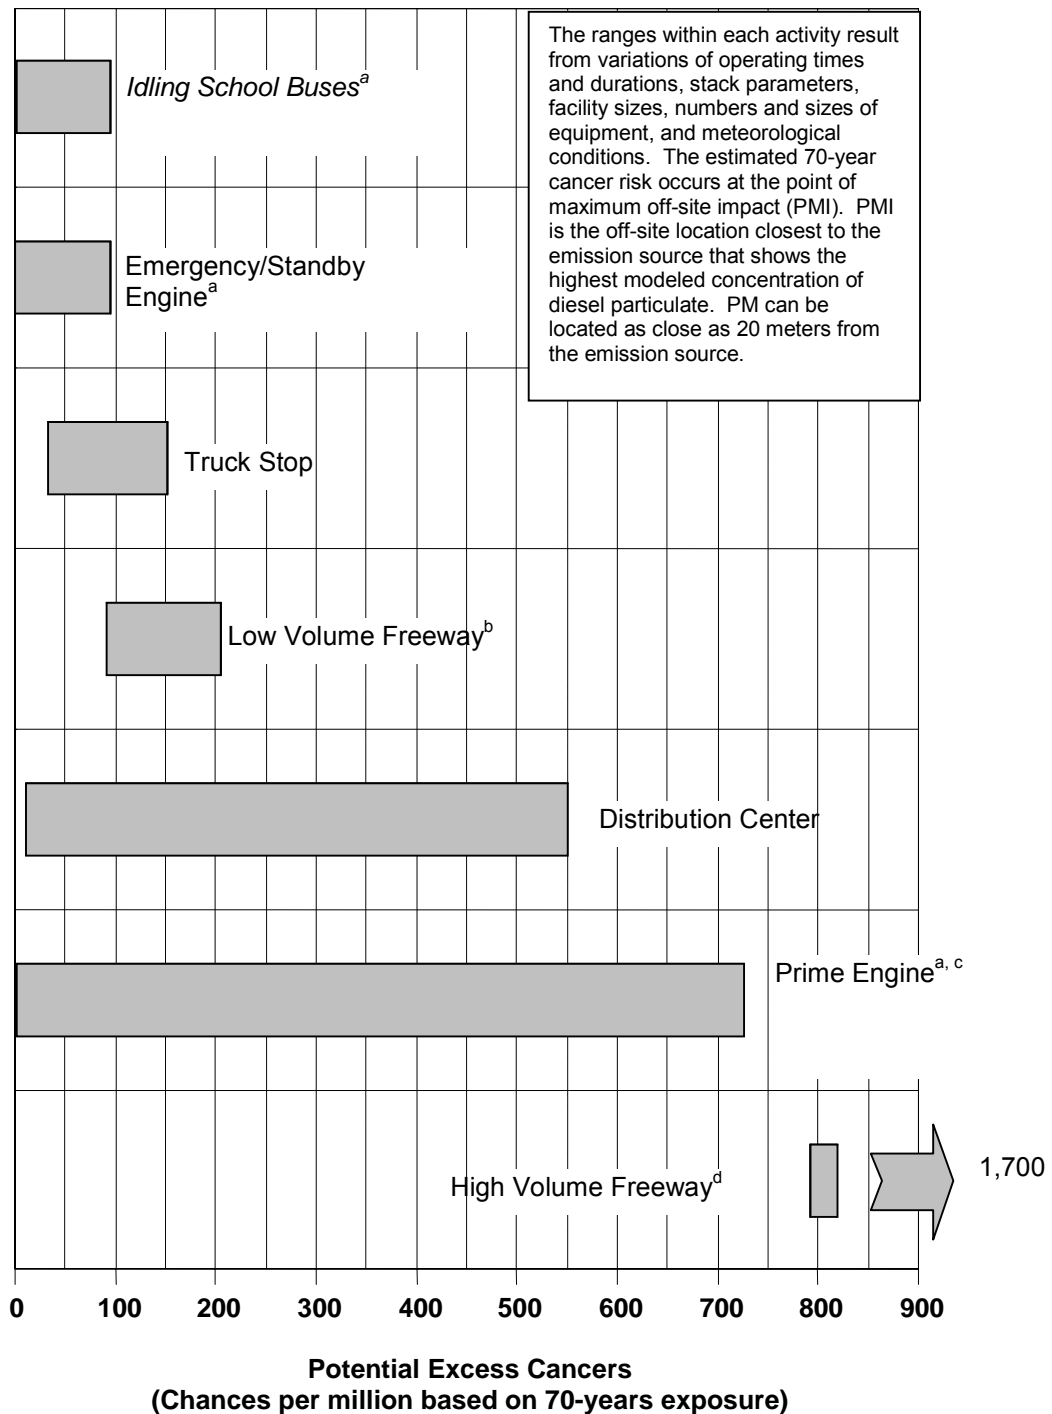 The ranges within each activity result
from variations of operating times
and durations, stack parameters,
facility sizes, numbers and sizes of
equipment, and meteorological
conditions.  The estimated 70-year
cancer risk occurs at the point of
maximum off-site impact (PMI).  PMI
is the off-site location closest to the
emission source that shows the
highest modeled concentration of
diesel particulate.  PM can be
located as close as 20 meters from
the emission source.
Idling School Buses^a
Emergency/Standby
Engine^a
Truck Stop
Low Volume Freeway^b
Distribution Center
Prime Engine^a, c
High Volume Freeway^d
1,700
0 100 200 300 400 500 600 700 800 900
Potential Excess Cancers
(Chances per million based on 70-years exposure)